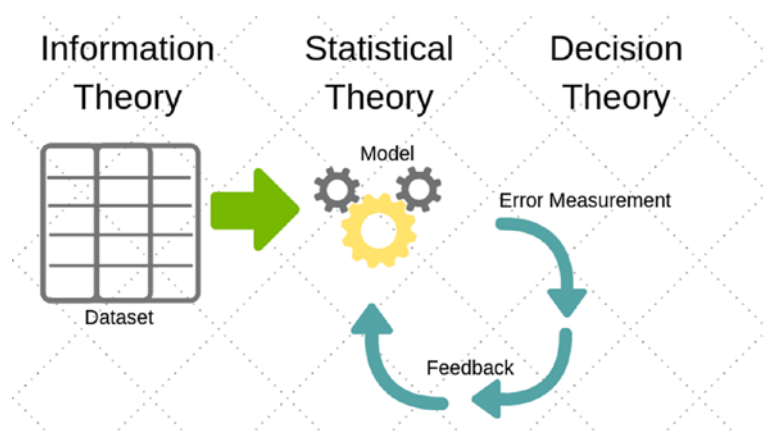 Information
Theory
Statistical
Theory
Decision
Theory
Model
Error Measurement
Dataset
Feedback